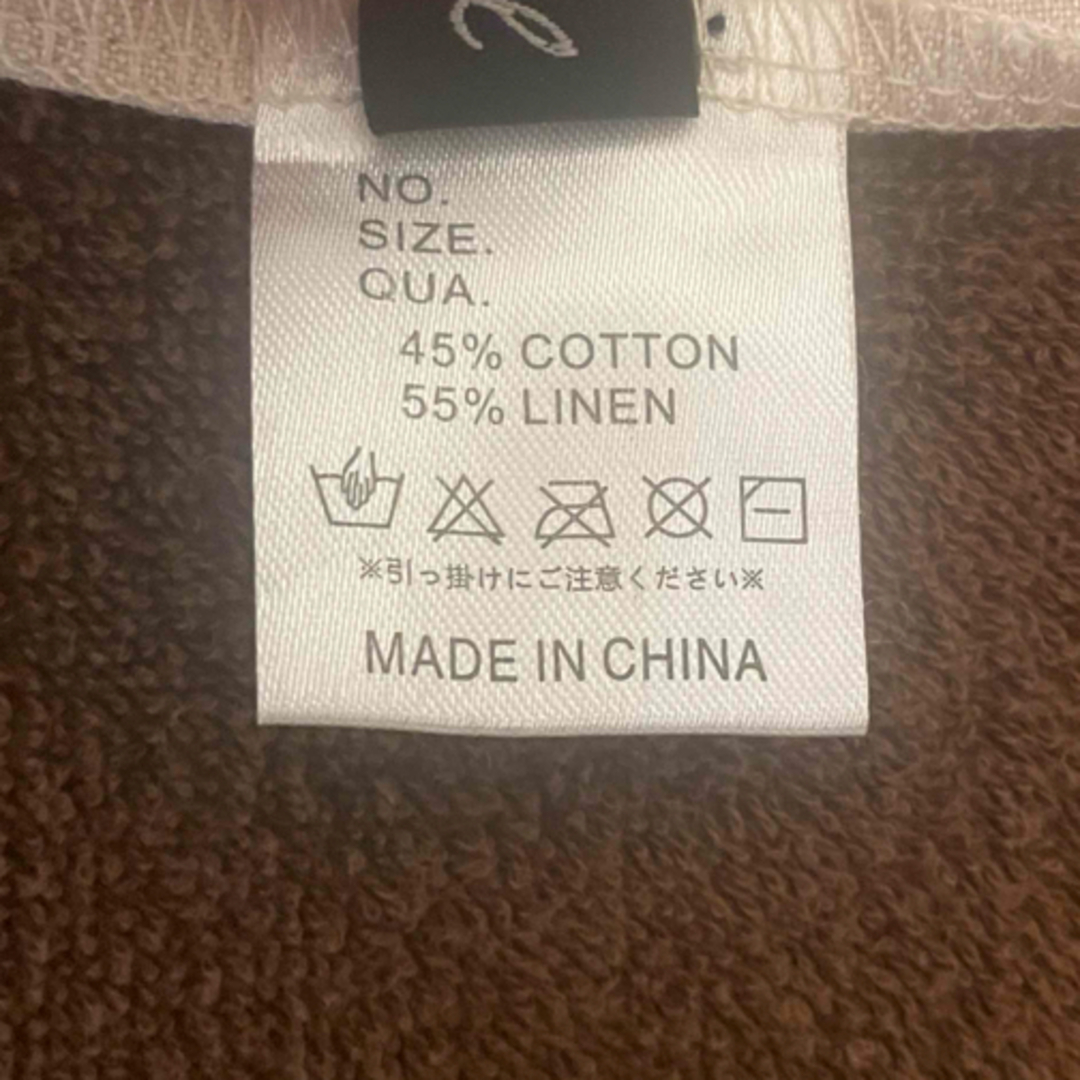 NO.
SIZE.
QUA.
45% COTTON
55% LINEN
※引っ掛けにご注意ください※
MADE IN CHINA